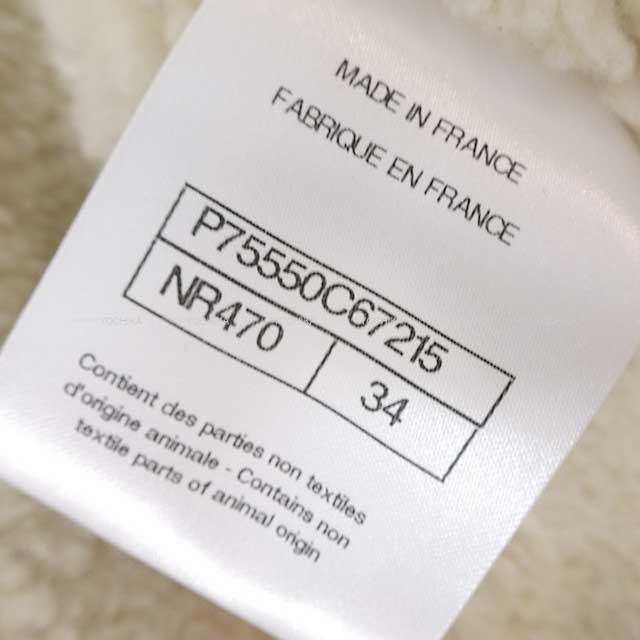 MADE IN FRANCE
FABRIQUE EN FRANCE
P75550C67215
NR470 34
Contient des parties non textiles
d'origine animale - Contains non
textile parts of animal origin